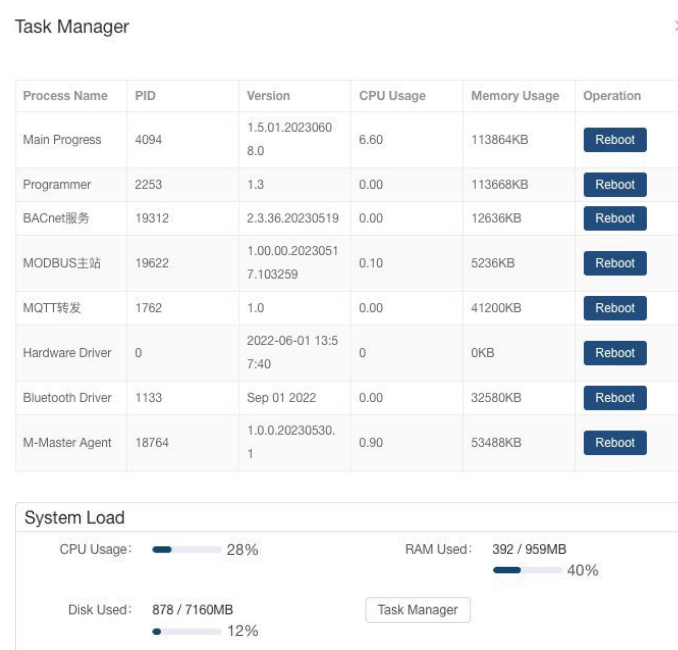 Task Manager
Process Name PID Version CPU Usage Memory Usage Operation
Main Progress 4094 1.5.01.2023060 6.60 113864KB Reboot
8.0
Programmer 2253 1.3 0.00 113668KB Reboot
BACnet服务 19312 2.3.36.20230519 0.00 12636KB Reboot
MODBUS主站 19622 1.00.00.2023051 0.10 5236KB Reboot
7.103259
MQTT转发 1762 1.0 0.00 41200KB Reboot
Hardware Driver 0 2022-06-01 13:5 0 0KB Reboot
7:40
Bluetooth Driver 1133 Sep 01 2022 0.00 32580KB Reboot
M-Master Agent 18764 1.0.0.20230530. 0.90 53488KB Reboot
1
System Load
CPU Usage: 28% RAM Used: 392 / 959MB
40%
Disk Used: 878 / 7160MB Task Manager
12%